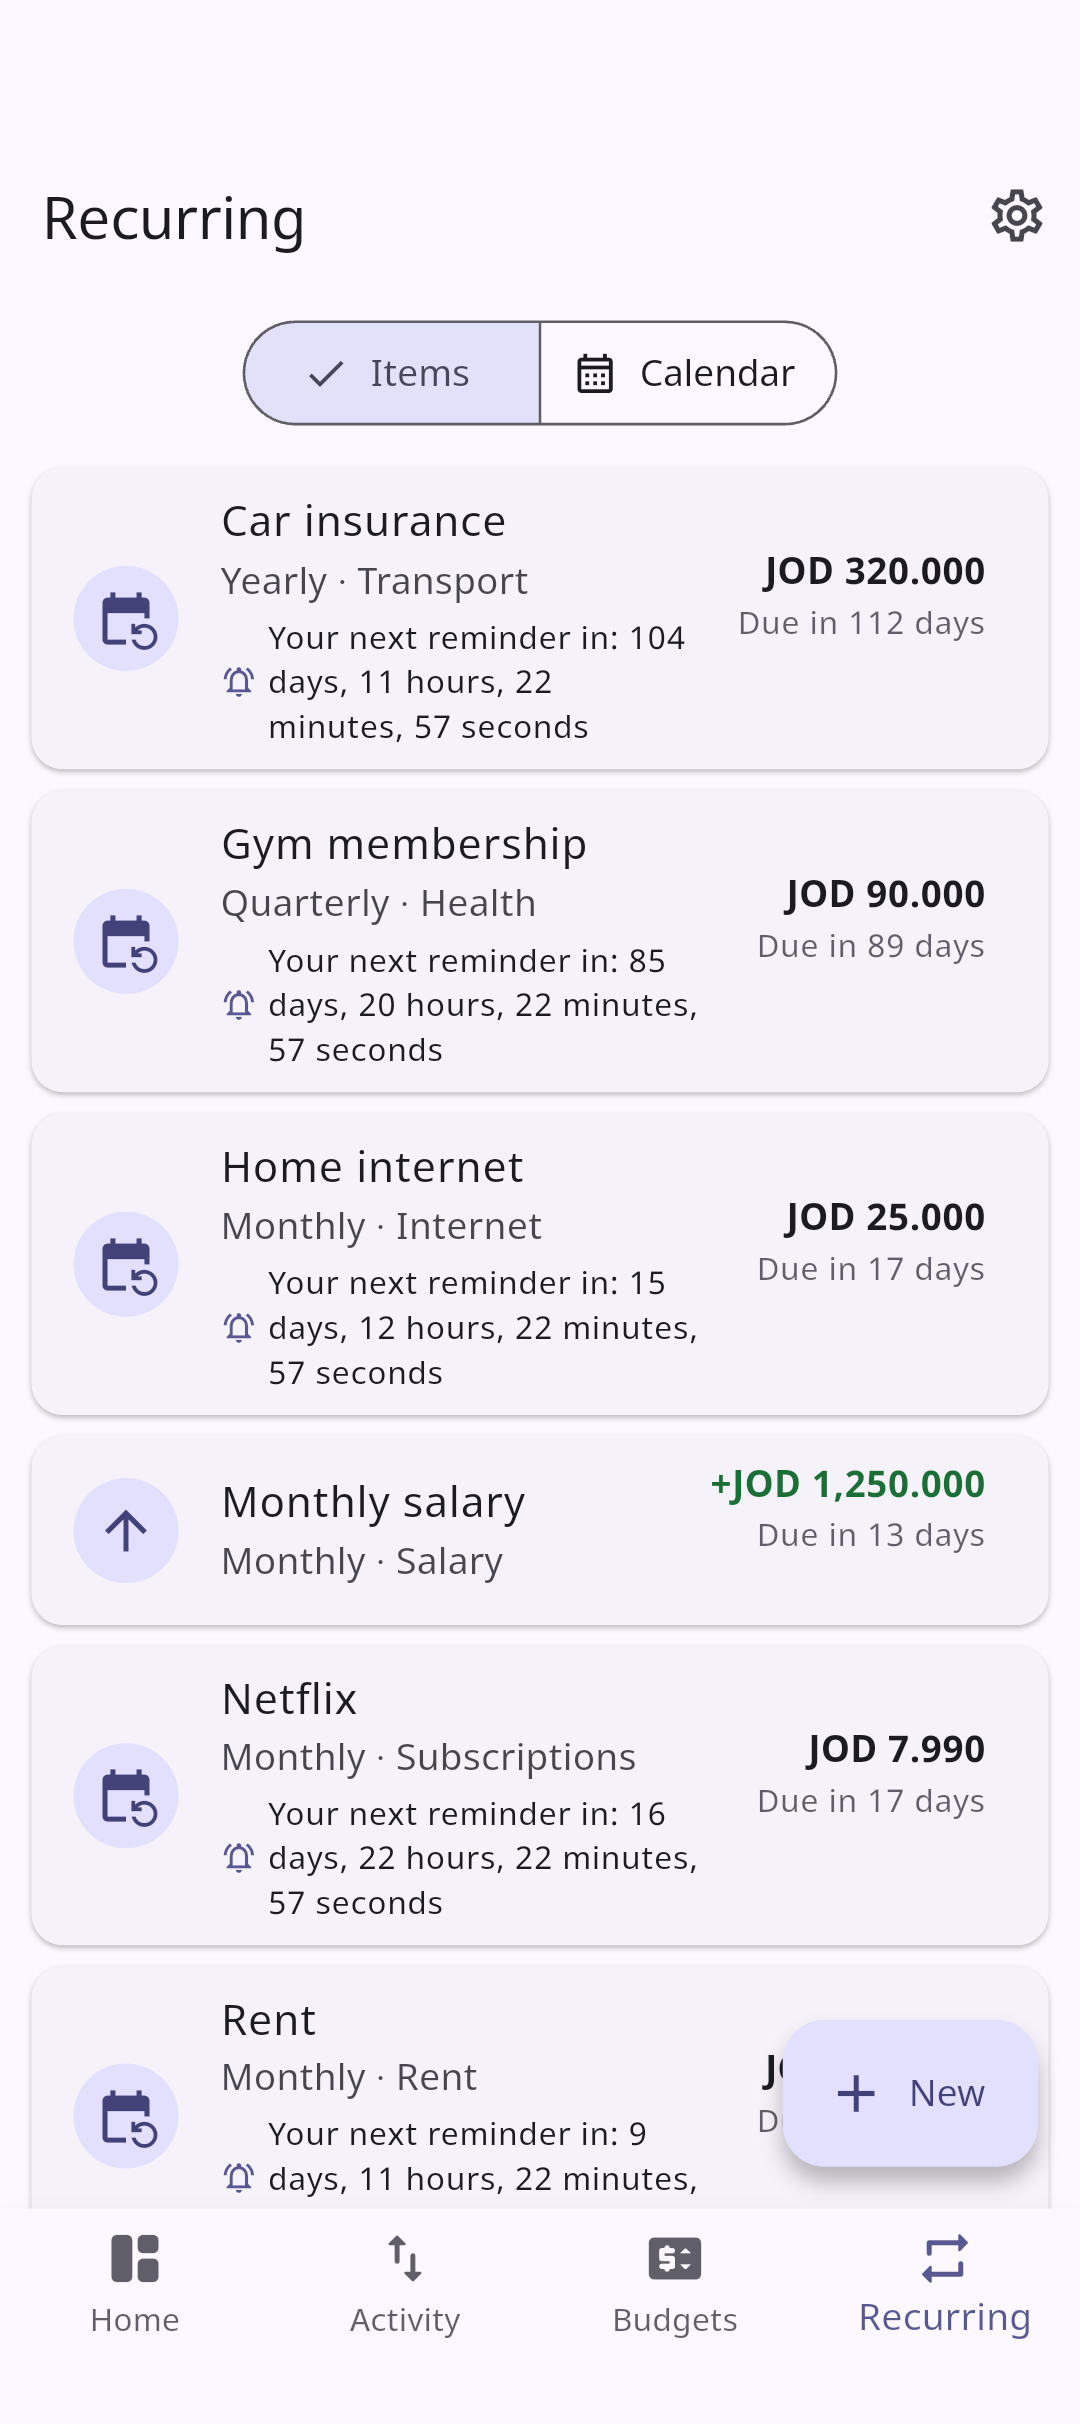 Recurring
Items
Calendar
Car insurance
Yearly · Transport
Your next reminder in: 104
days, 11 hours, 22
minutes, 57 seconds
JOD 320.000
Due in 112 days
Gym membership
Quarterly · Health
Your next reminder in: 85
days, 20 hours, 22 minutes,
57 seconds
JOD 90.000
Due in 89 days
Home internet
Monthly · Internet
Your next reminder in: 15
days, 12 hours, 22 minutes,
57 seconds
JOD 25.000
Due in 17 days
Monthly salary
Monthly · Salary
+JOD 1,250.000
Due in 13 days
Netflix
Monthly · Subscriptions
Your next reminder in: 16
days, 22 hours, 22 minutes,
57 seconds
JOD 7.990
Due in 17 days
Rent
Monthly · Rent
Your next reminder in: 9
days, 11 hours, 22 minutes,
New
Home
Activity
Budgets
Recurring